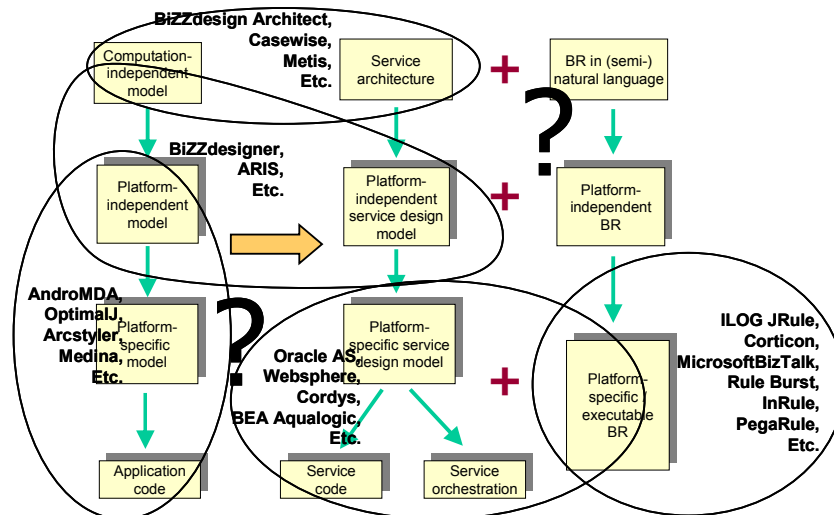 BiZZdesign Architect,
Casewise,
Metis,
Etc.
Computation-
independent
model
Service
architecture
+
BR in (semi-)
natural language
?
BiZZdesigner,
ARIS,
Etc.
Platform-
independent
model
Platform-
independent
service design
model
+
Platform-
independent
BR
AndroMDA,
OptimalJ,
Arcstyler,
Medina,
Etc.
Platform-
specific
model
?
Platform-
specific service
design model
Oracle AS,
Websphere,
Cordys,
BEA Aqualogic,
Etc.
+
Platform-
specific /
executable
BR
ILOG JRule,
Corticon,
MicrosoftBizTalk,
Rule Burst,
InRule,
PegaRule,
Etc.
Application
code
Service
code
Service
orchestration